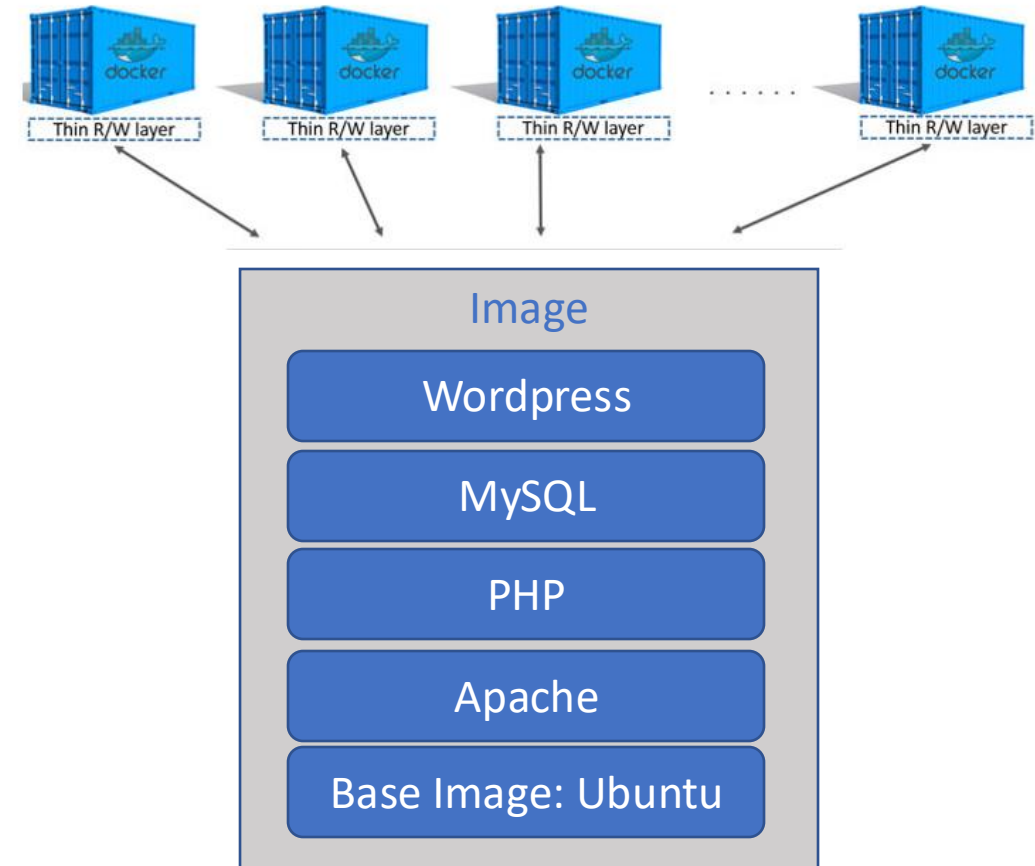 docker docker docker docker
Thin R/W layer Thin R/W layer Thin R/W layer ...... Thin R/W layer
Image
Wordpress
MySQL
PHP
Apache
Base Image: Ubuntu